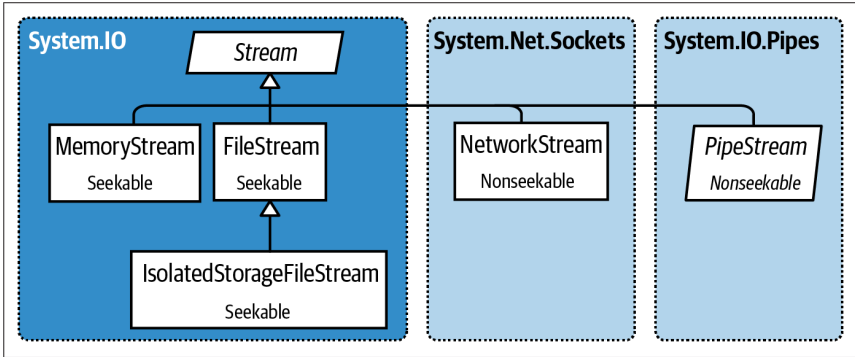 System.IO
Stream
System.Net.Sockets
System.IO.Pipes
MemoryStream
Seekable
FileStream
Seekable
NetworkStream
Nonseekable
PipeStream
Nonseekable
IsolatedStorageFileStream
Seekable